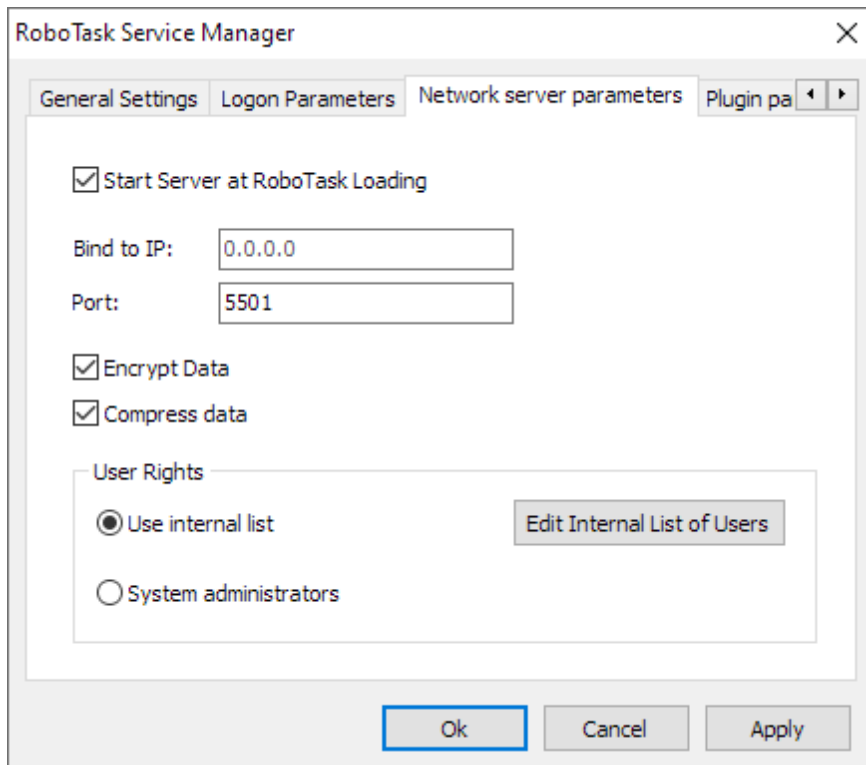 RoboTask Service Manager
General Settings Logon Parameters Network server parameters Plugin pa
Start Server at RoboTask Loading
Bind to IP: 0.0.0.0
Port: 5501
Encrypt Data
Compress data
User Rights
Use internal list Edit Internal List of Users
System administrators
Ok Cancel Apply